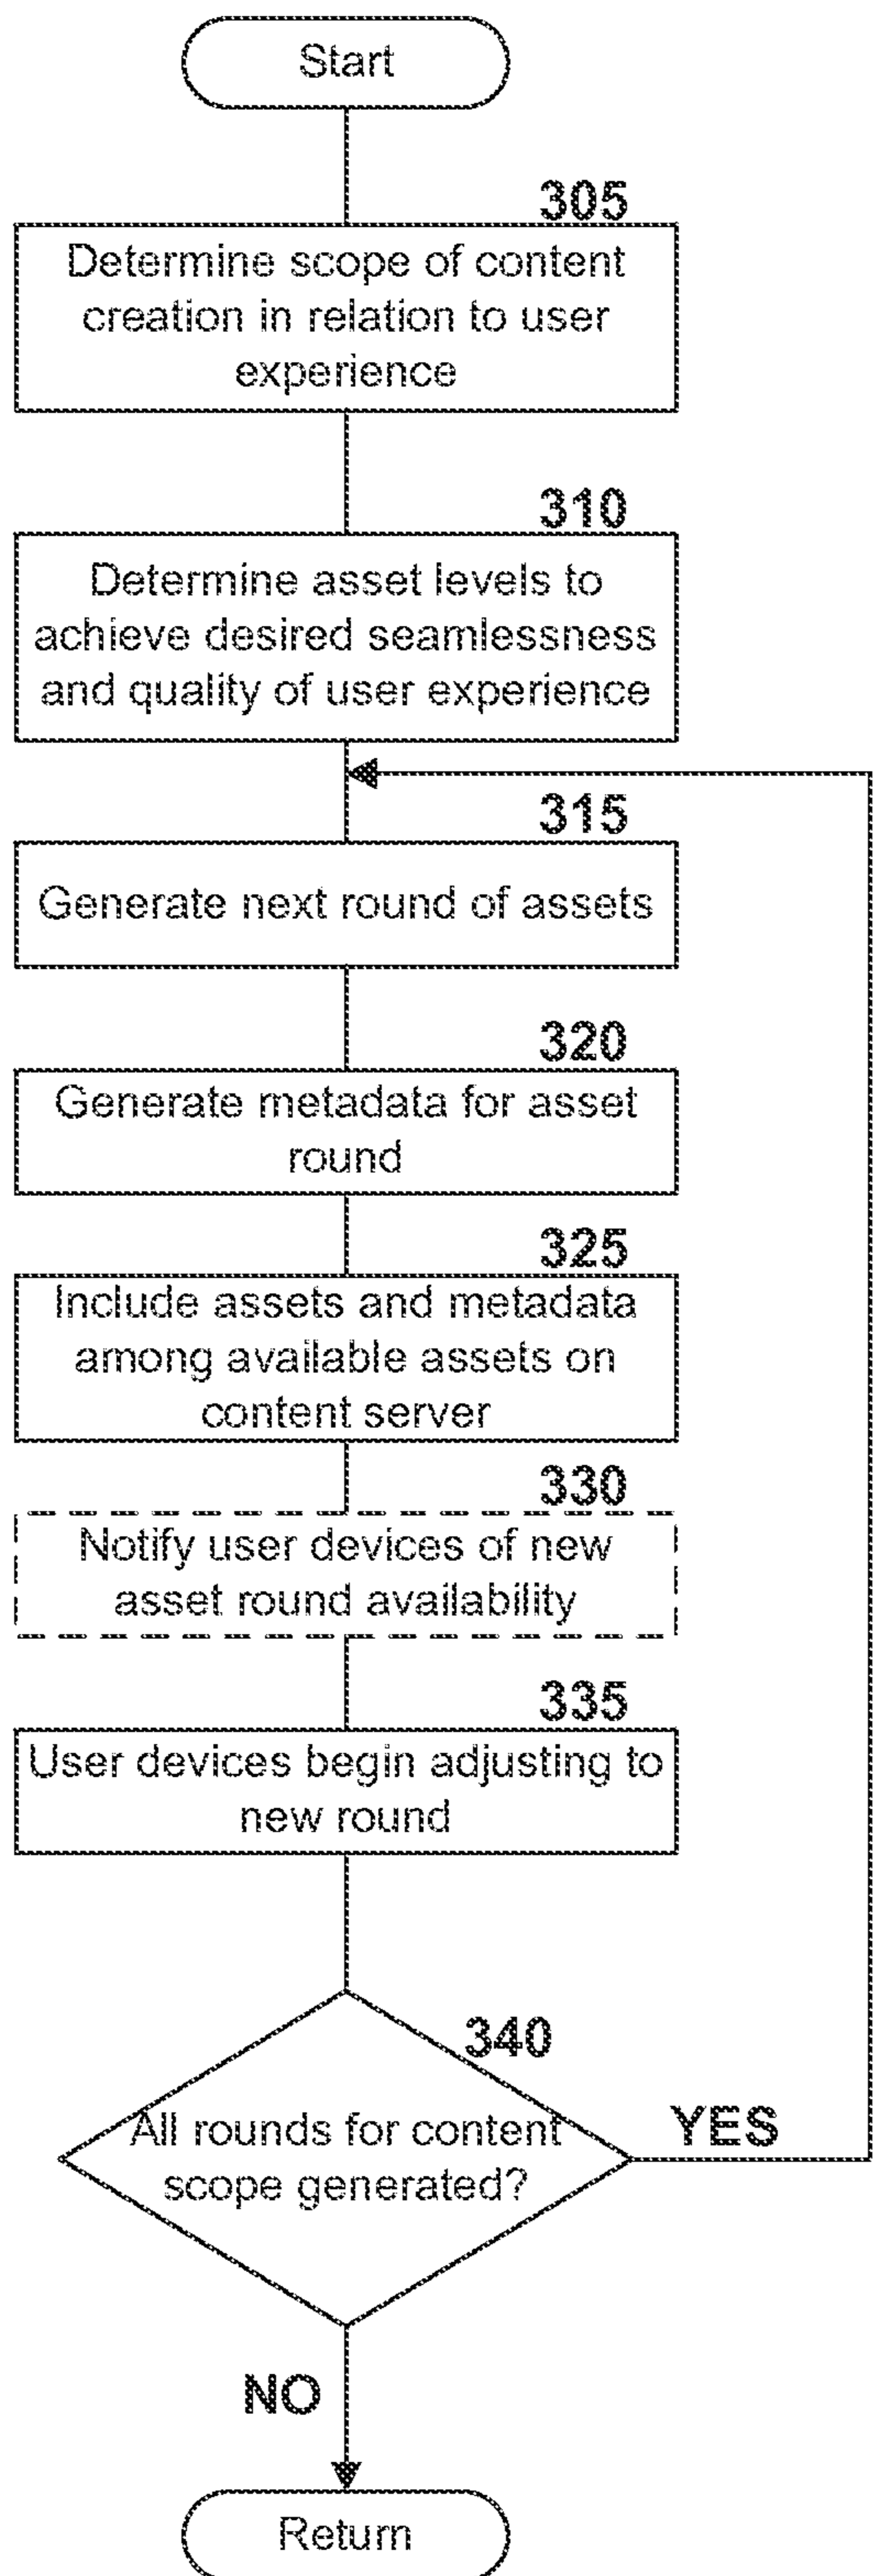 Start
305
Determine scope of content
creation in relation to user
experience
310
Determine asset levels to
achieve desired seamlessness
and quality of user experience
315
Generate next round of assets
320
Generate metadata for asset
round
325
Include assets and metadata
among available assets on
content server
330
Notify user devices of new
asset round availability
335
User devices begin adjusting to
new round
340
All rounds for content
scope generated?
YES
NO
Return